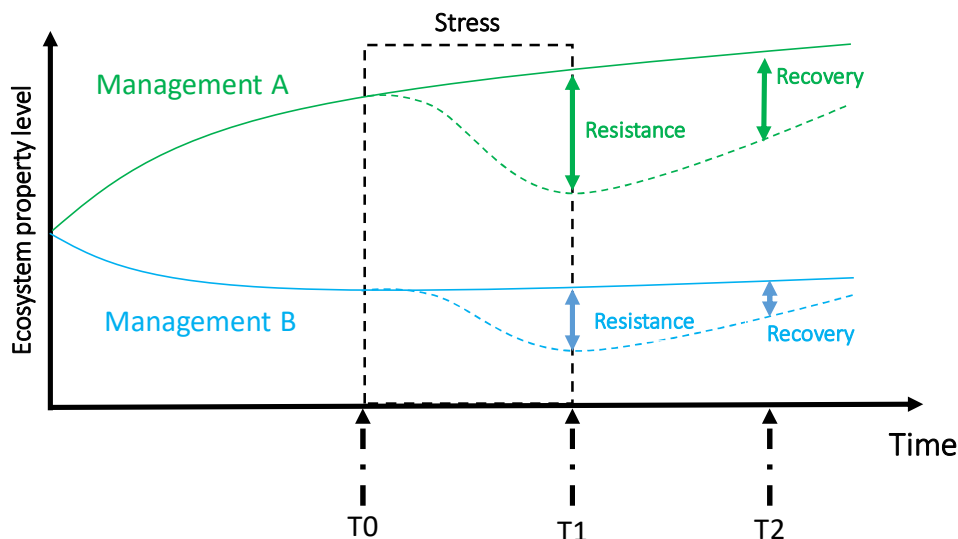 Stress
Management A
Recovery
Resistance
Ecosystem property level
Management B
Resistance
Recovery
Time
T0
T1
T2